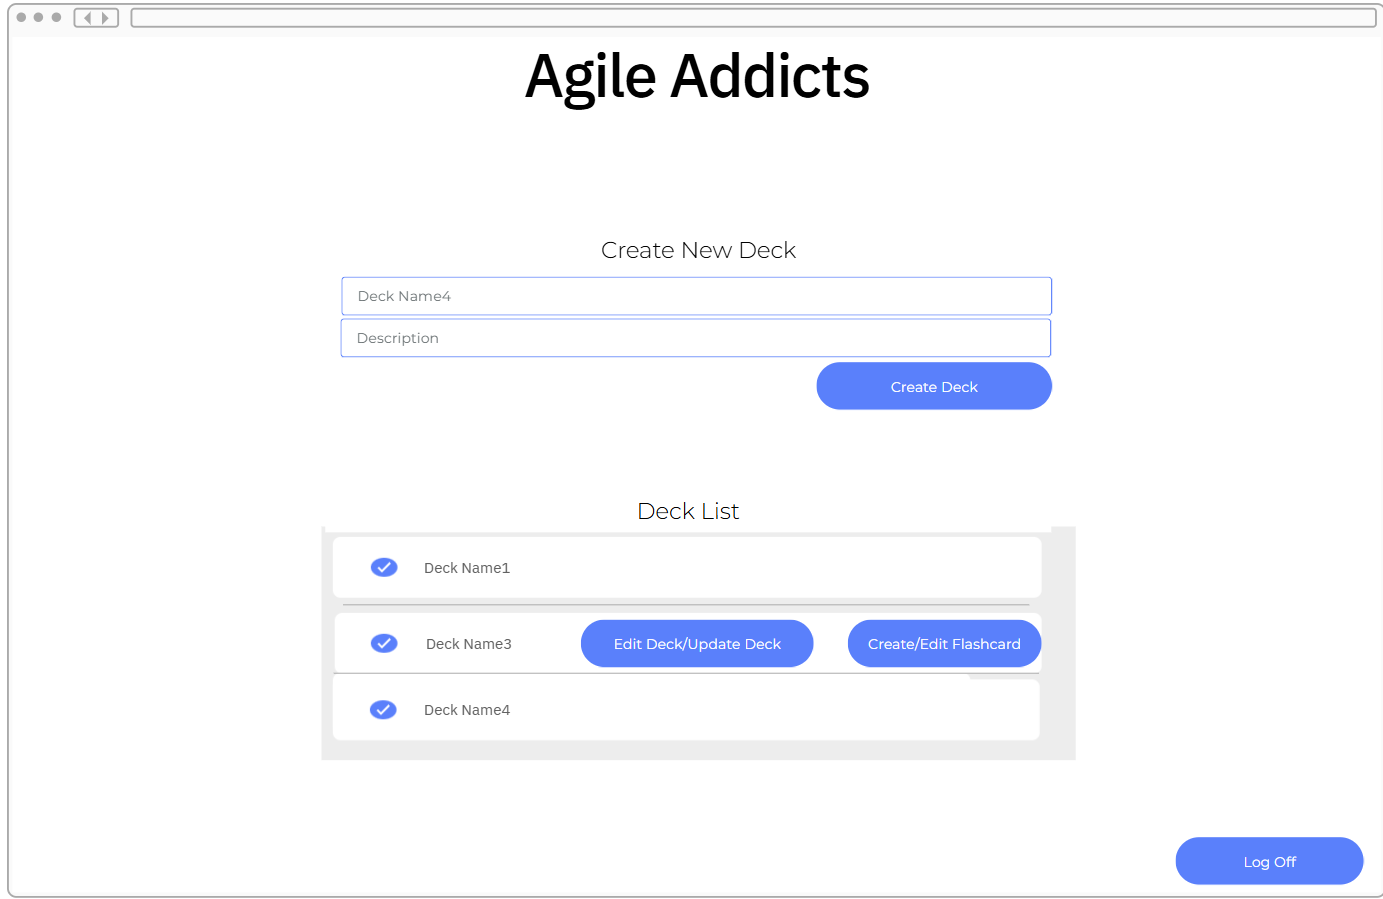 Agile Addicts
Create New Deck
Deck Name4
Description
Create Deck
Deck List
Deck Name1
Deck Name3 Edit Deck/Update Deck Create/Edit Flashcard
Deck Name4
Log Off